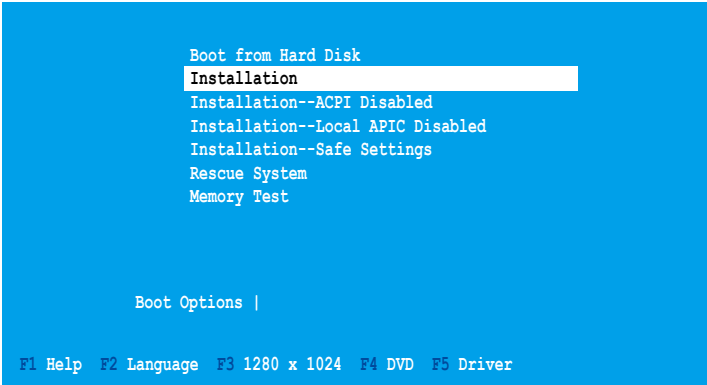 Boot from Hard Disk
Installation
Installation--ACPI Disabled
Installation--Local APIC Disabled
Installation--Safe Settings
Rescue System
Memory Test
Boot Options |
F1 Help F2 Language F3 1280 x 1024 F4 DVD F5 Driver